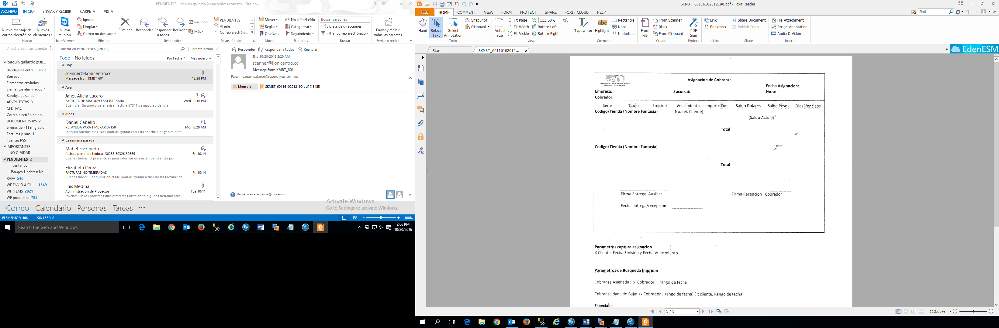 PENDIENTES - joaquin.gallardo@superchivas.com.mx - Outlook
ARCHIVO INICIO ENVIAR Y RECIBIR CARPETA VISTA
Nuevo mensaje de correo electrónico
Nuevos elementos
Nuevo
Nueva reunión
TeamViewer
Ignorar
Limpiar
Correo no deseado
Eliminar
Eliminar
Responder
Responder a todos
Reenviar
Reunión
Más
Responder
PENDIENTES
Al jefe
Correo electrón...
Pasos rápidos
Mover
Reglas
OneNote
Mover
No leído/Leído
Categorizar
Seguimiento
Etiquetas
Buscar personas
Libreta de direcciones
Filtrar correo electrónico
Buscar
Enviar y recibir todas las carpetas
Enviar o recibir
Arrastre aquí sus carpetas
joaquin.gallardo@su...
Bandeja de entra... 2631
Borrador
Elementos enviados
Elementos eliminados 1
Bandeja de salida
ADVPL TOTVS 3
CFDI PAC
Correo electrónico no...
DOCUMENTOS IPS 2
errores de P11 migracion
Facturas y mas 1
Fuentes RSS
IMPORTANTES
NO OLVIDAR
PENDIENTES 2
inventarios
USA.gov Updates: Ne...
RAFA 546
WF ENVIO A CLI... 1549
WF ITEMS 2021
WF productos 785
Buscar en PENDIENTES (Ctrl+B) Carpeta actual
Todo No leídos Por Fecha Más nuevo
Hoy
scanner@konicentro.cc
Message from KMBT_601 12:28 PM
Ayer
Janet Alicia Lucero
FACTURA DE MAYOREO SAT BARBARA Wed 12:16 PM
Buen dia Su apoyo para revisar factura 57511 de mayoreo del dia
lunes
Daniel Cabello
RE: AYUDA PARA TIMBRAR 07158 Mon 8:28 AM
Joaquin Buenos dias Nos podrias ayudar con esta solicitud de yadira para
La semana pasada
Mabel Escobedo
factura pend. de timbrar 30283-30326-30365 Fri 10/14
Buenas tardes El presente es para informar que estan pendientes por
Elizabeth Perez
FACTURAS NO TIMBRADAS Fri 10/14
Buenas tardes Joaquin/Daniel Me podrías ayudar a timbrar las facturas del
Luis Medina
Administración de Proyectos Tue 10/11
Jovenes En los proximos dias estaremos instalando algunas herramientas
Responder Responder a todos Reenviar
Thu 10/20/2016 5:20 AM
scanner@konicentro.cc
Message from KMBT_601
Para joaquin.gallardo@superchivas.com.mx
Mensaje SKMBT_60116102012190.pdf (18 KB)
Ver más acerca de scanner@konicentro.cc.
Activate Windows
Go to Settings to activate Windows.
Correo Calendario Personas Tareas ...
ELEMENTOS: 406 SIN LEER: 2 100%
Search the web and Windows
2:06 PM
10/20/2016
SKMBT_60116102012190.pdf - Foxit Reader
FILE HOME COMMENT VIEW FORM PROTECT SHARE FOXIT CLOUD HELP
Find
Hand
Select Text
Select Annotation
SnapShot
Clipboard
Tools
Actual Size
Fit Page
Fit Width
Fit Visible
113.60%
Rotate Left
Rotate Right
View
Typewriter
Highlight
Rectangle
Note
Underline
Comment
From File
From Scanner
Blank
From Clipboard
Create
PDF Sign
Protect
Link
Bookmark
Links
Share Document
Publish Form
Share
File Attachment
Image Annotation
Audio & Video
Insert
Start SKMBT_60116102012...
EdenESM
COMERCIAL DE CARNES FRIAS
DEL NORTE S.A. DE C.V.
Asignacion de Cobranza
Fecha Asignacion:
Empresa: Sucursal: Hora:
Cobrador:
Serie Titulo Emision Vencimiento Importe Doc. Saldo Dolares Saldo Pesos Dias Vencidos
Codigo/Tienda (Nombre Fantasia) (No. tel. Cliente)
(Saldo Actual)*
Total
Codigo/Tienda (Nombre Fantasia)
Total
Firma Entrega Auxiliar Firma Recepcion Cobrador
Fecha entrega/recepcion:
Parametros captura asignacion
X Cliente, Fecha Emision y Fecha Vencimiento.
Parametros de Busqueda Imprimir
Cobranza Asignada : x Cobrador , rango de fecha
Cobranza dada de Baja: (x Cobrador , rango de fecha) ( x cliente, Rango de fecha)
Especiales
1 / 1
113.60%